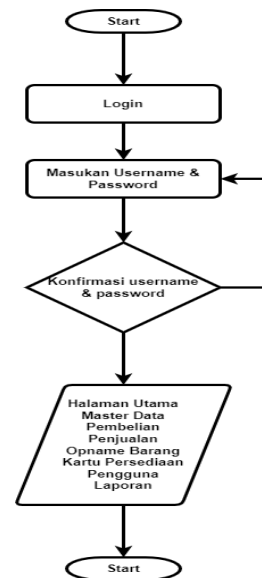 Start
Login
Masukan Username &
Password
Konfirmasi username
& password
Halaman Utama
Master Data
Pembelian
Penjualan
Opname Barang
Kartu Persediaan
Pengguna
Laporan
Start